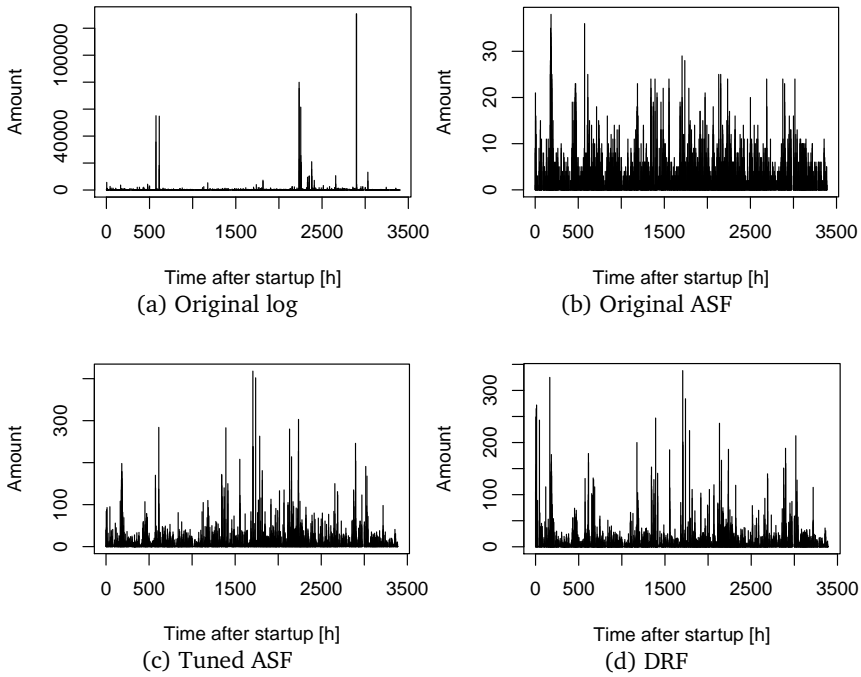 Amount
0
40000
100000
0
500
1500
2500
3500
Time after startup [h]
(a) Original log
Amount
0
10
20
30
0
500
1500
2500
3500
Time after startup [h]
(b) Original ASF
Amount
0
100
300
0
500
1500
2500
3500
Time after startup [h]
(c) Tuned ASF
Amount
0
100
200
300
0
500
1500
2500
3500
Time after startup [h]
(d) DRF